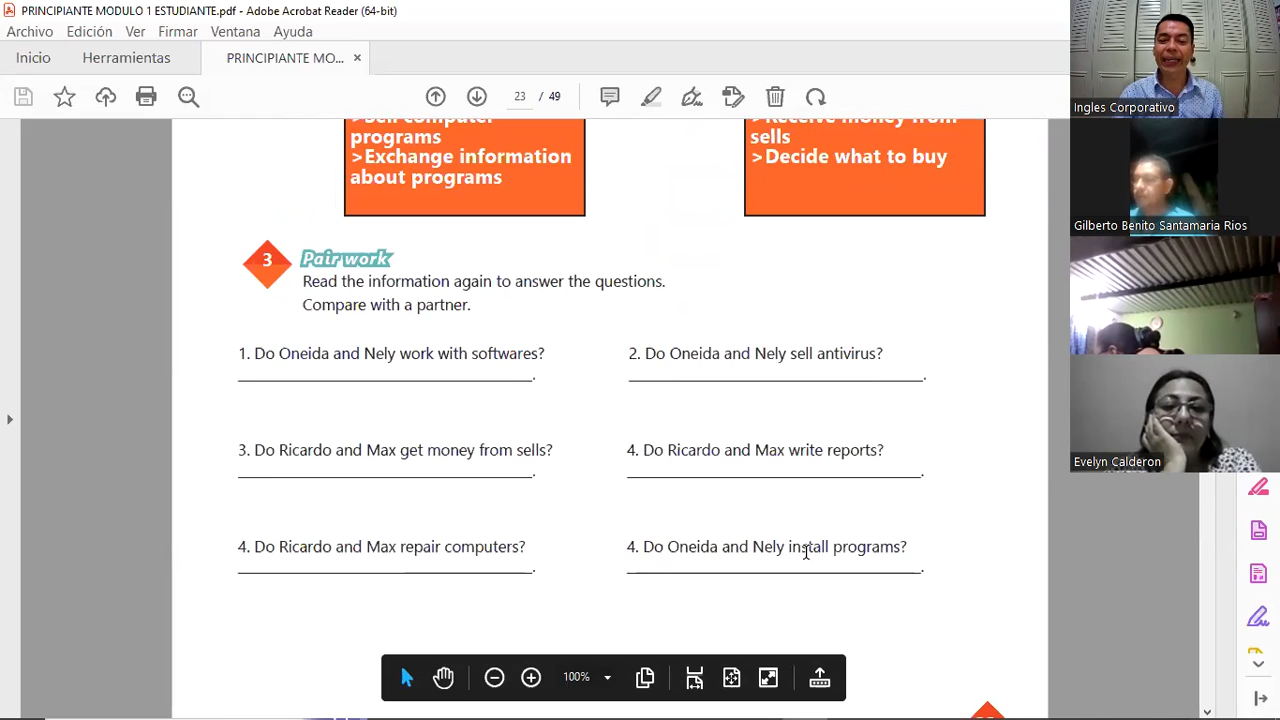 PRINCIPIANTE MODULO 1 ESTUDIANTE.pdf - Adobe Acrobat Reader (64-bit)
Archivo Edición Ver Firmar Ventana Ayuda
Inicio Herramientas PRINCIPIANTE MO... ×
23 / 49
programs
>Exchange information
about programs
>Receive money from
sells
>Decide what to buy
3 Pair work
Read the information again to answer the questions.
Compare with a partner.
1. Do Oneida and Nely work with softwares?
_.
2. Do Oneida and Nely sell antivirus?
_.
3. Do Ricardo and Max get money from sells?
_.
4. Do Ricardo and Max write reports?
_.
4. Do Ricardo and Max repair computers?
_.
4. Do Oneida and Nely install programs?
_.
100%
Ingles Corporativo
Gilberto Benito Santamaria Rios
Evelyn Calderon